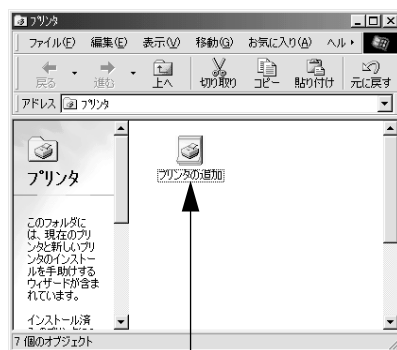 プリンタ
ファイル(F) 編集(E) 表示(V) 移動(G) お気に入り(A) ヘル
戻る 進む 上へ 切り取り コピー 貼り付け 元に戻す
アドレス プリンタ
プリンタ
このフォルダに
は、現在のプリ
ンタと新しいプリ
ンタのインストー
ルを手助けする
ウィザードが含ま
れています。
インストール済
プリンタの追加
7 個のオブジェクト